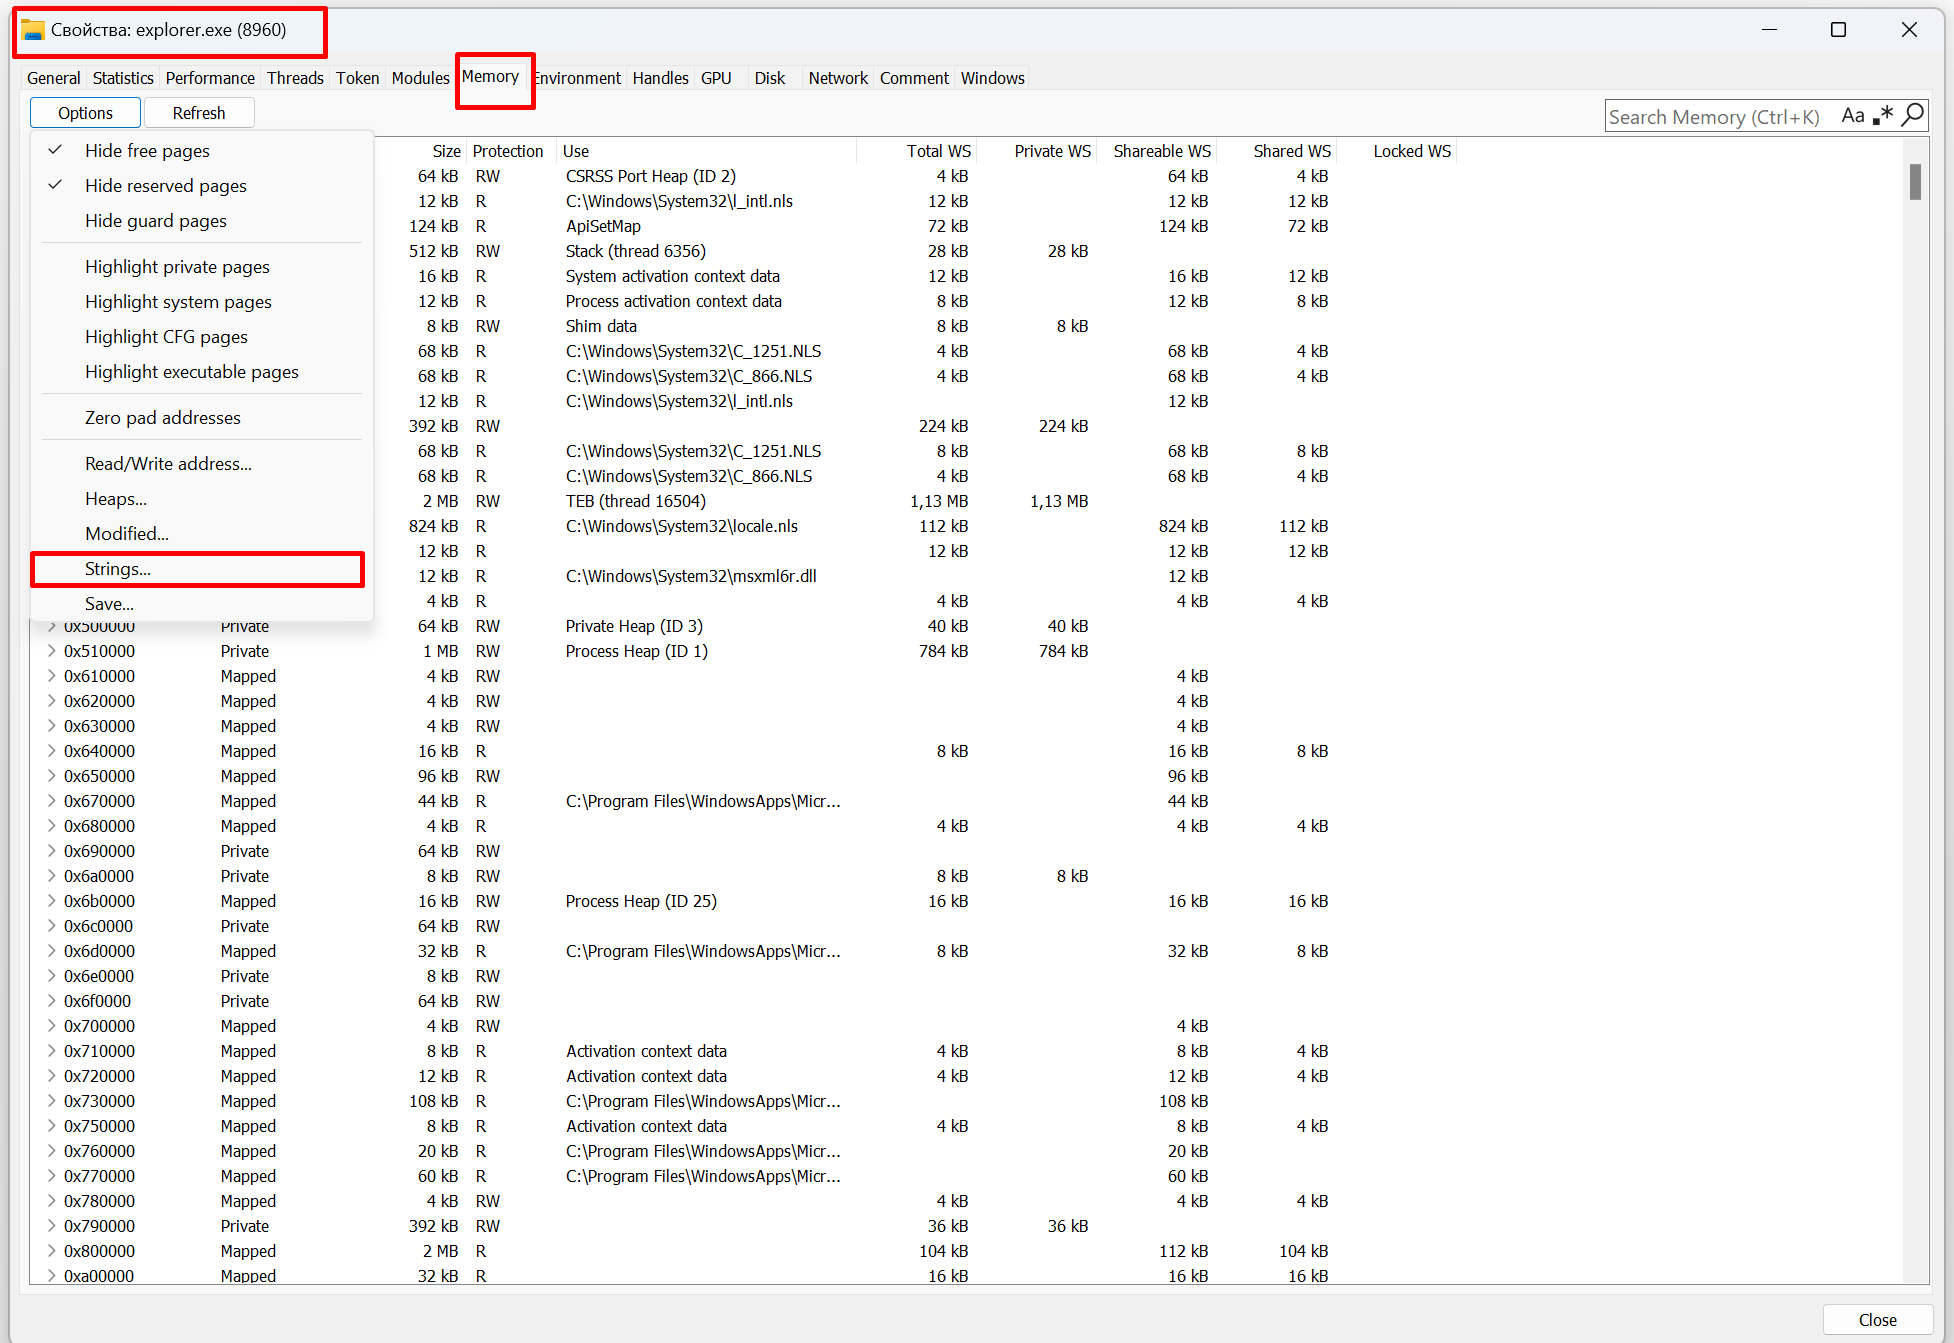 Свойства: explorer.exe (8960)
General Statistics Performance Threads Token Modules Memory Environment Handles GPU Disk Network Comment Windows
Options Refresh Search Memory (Ctrl+K) Aa .*
Size Protection Use Total WS Private WS Shareable WS Shared WS Locked WS
Hide free pages
Hide reserved pages
Hide guard pages
Highlight private pages
Highlight system pages
Highlight CFG pages
Highlight executable pages
Zero pad addresses
Read/Write address...
Heaps...
Modified...
Strings...
Save...
64 kB RW CSRSS Port Heap (ID 2) 4 kB 64 kB 4 kB
12 kB R C:\Windows\System32\l_intl.nls 12 kB 12 kB 12 kB
124 kB R ApiSetMap 72 kB 124 kB 72 kB
512 kB RW Stack (thread 6356) 28 kB 28 kB
16 kB R System activation context data 12 kB 16 kB 12 kB
12 kB R Process activation context data 8 kB 12 kB 8 kB
8 kB RW Shim data 8 kB 8 kB
68 kB R C:\Windows\System32\C_1251.NLS 4 kB 68 kB 4 kB
68 kB R C:\Windows\System32\C_866.NLS 4 kB 68 kB 4 kB
12 kB R C:\Windows\System32\l_intl.nls 12 kB
392 kB RW 224 kB 224 kB
68 kB R C:\Windows\System32\C_1251.NLS 8 kB 68 kB 8 kB
68 kB R C:\Windows\System32\C_866.NLS 4 kB 68 kB 4 kB
2 MB RW TEB (thread 16504) 1,13 MB 1,13 MB
824 kB R C:\Windows\System32\locale.nls 112 kB 824 kB 112 kB
12 kB R 12 kB 12 kB 12 kB
12 kB R C:\Windows\System32\msxml6r.dll 12 kB
4 kB R 4 kB 4 kB 4 kB
0x500000 Private 64 kB RW Private Heap (ID 3) 40 kB 40 kB
0x510000 Private 1 MB RW Process Heap (ID 1) 784 kB 784 kB
0x610000 Mapped 4 kB RW 4 kB
0x620000 Mapped 4 kB RW 4 kB
0x630000 Mapped 4 kB RW 4 kB
0x640000 Mapped 16 kB R 8 kB 16 kB 8 kB
0x650000 Mapped 96 kB RW 96 kB
0x670000 Mapped 44 kB R C:\Program Files\WindowsApps\Micr... 44 kB
0x680000 Mapped 4 kB R 4 kB 4 kB 4 kB
0x690000 Private 64 kB RW
0x6a0000 Private 8 kB RW 8 kB 8 kB
0x6b0000 Mapped 16 kB RW Process Heap (ID 25) 16 kB 16 kB 16 kB
0x6c0000 Private 64 kB RW
0x6d0000 Mapped 32 kB R C:\Program Files\WindowsApps\Micr... 8 kB 32 kB 8 kB
0x6e0000 Private 8 kB RW
0x6f0000 Private 64 kB RW
0x700000 Mapped 4 kB RW 4 kB
0x710000 Mapped 8 kB R Activation context data 4 kB 8 kB 4 kB
0x720000 Mapped 12 kB R Activation context data 4 kB 12 kB 4 kB
0x730000 Mapped 108 kB R C:\Program Files\WindowsApps\Micr... 108 kB
0x750000 Mapped 8 kB R Activation context data 4 kB 8 kB 4 kB
0x760000 Mapped 20 kB R C:\Program Files\WindowsApps\Micr... 20 kB
0x770000 Mapped 60 kB R C:\Program Files\WindowsApps\Micr... 60 kB
0x780000 Mapped 4 kB RW 4 kB 4 kB 4 kB
0x790000 Private 392 kB RW 36 kB 36 kB
0x800000 Mapped 2 MB R 104 kB 112 kB 104 kB
0xa00000 Mapped 32 kB R 16 kB 16 kB 16 kB
Close